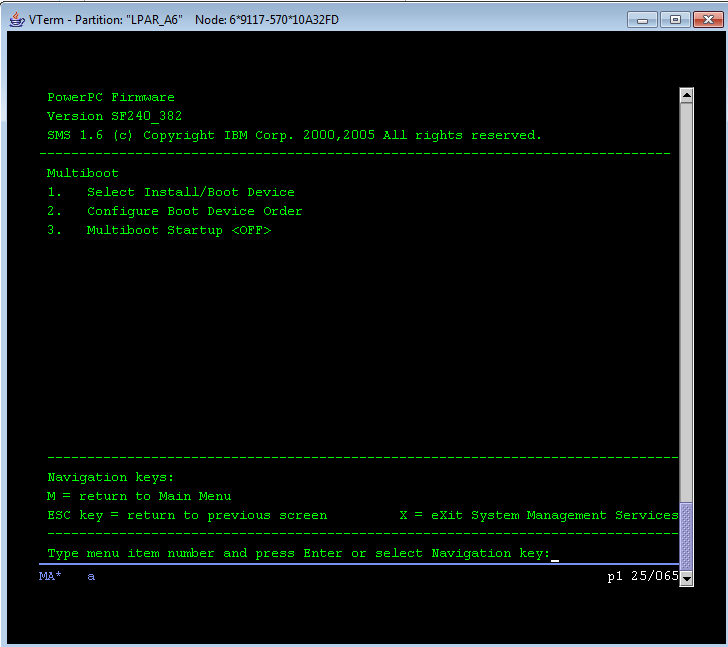 VTerm - Partition: "LPAR_A6" Node: 6*9117-570*10A32FD
PowerPC Firmware
Version SF240_382
SMS 1.6 (c) Copyright IBM Corp. 2000,2005 All rights reserved.
Multiboot
1. Select Install/Boot Device
2. Configure Boot Device Order
3. Multiboot Startup <OFF>
Navigation keys:
M = return to Main Menu
ESC key = return to previous screen X = eXit System Management Services
Type menu item number and press Enter or select Navigation key:_
MA* a p1 25/065